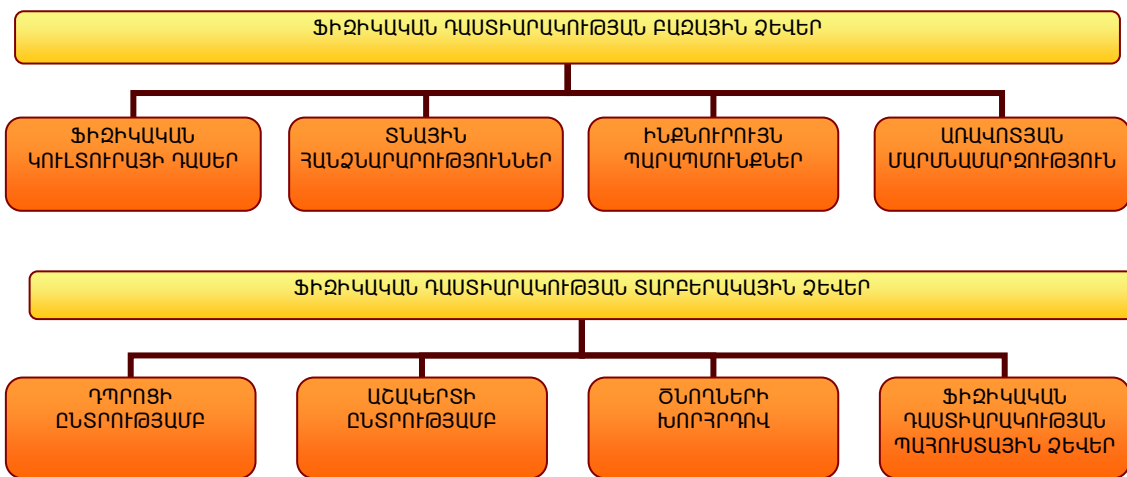 ՖԻԶԻԿԱԿԱՆ ԴԱՍՏԻԱՐԱԿՈՒԹՅԱՆ ԲԱԶԱՅԻՆ ՁԵՎԵՐ
ՖԻԶԻԿԱԿԱՆ
ԿՈՒԼՏՈՒՐԱՅԻ ԴԱՍԵՐ
ՏՆԱՅԻՆ
ՀԱՆՁՆԱՐԱՐՈՒԹՅՈՒՆՆԵՐ
ԻՆՔՆՈՒՐՈՒՅՆ
ՊԱՐԱՊՄՈՒՆՔՆԵՐ
ԱՌԱՎՈՏՅԱՆ
ՄԱՐՄՆԱՄԱՐԶՈՒԹՅՈՒՆ
ՖԻԶԻԿԱԿԱՆ ԴԱՍՏԻԱՐԱԿՈՒԹՅԱՆ ՏԱՐԲԵՐԱԿԱՅԻՆ ՁԵՎԵՐ
ԴՊՐՈՑԻ
ԸՆՏՐՈՒԹՅԱՄԲ
ԱՇԱԿԵՐՏԻ
ԸՆՏՐՈՒԹՅԱՄԲ
ԾՆՈՂՆԵՐԻ
ԽՈՐՀՐԴՈՎ
ՖԻԶԻԿԱԿԱՆ
ԴԱՍՏԻԱՐԱԿՈՒԹՅԱՆ
ՊԱՀՈՒՍՏԱՅԻՆ ՁԵՎԵՐ